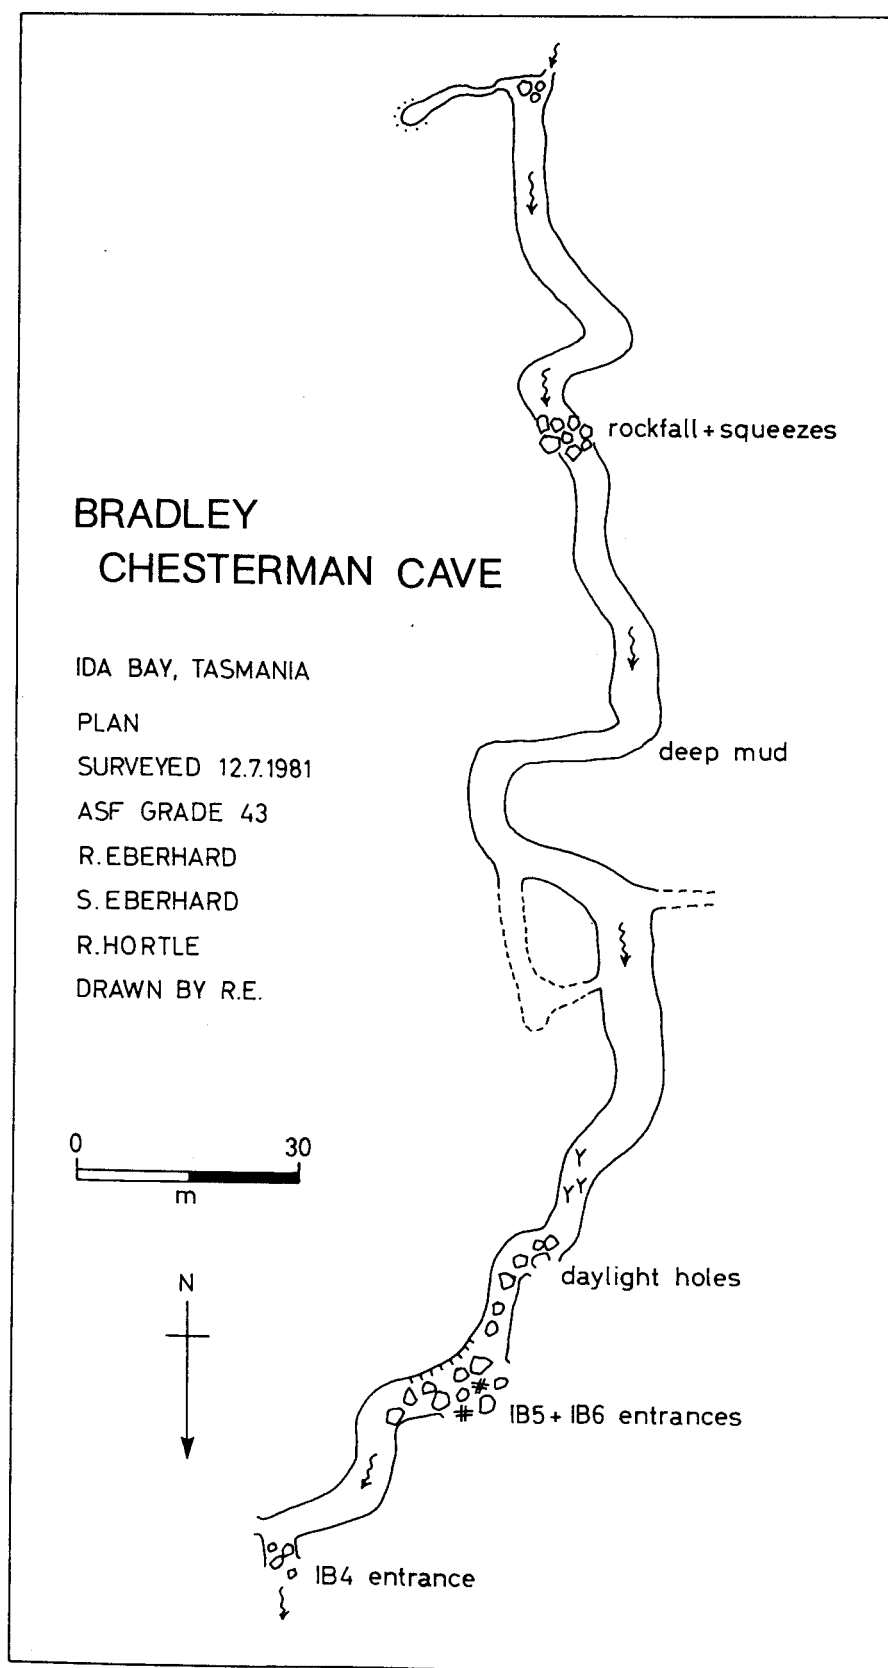 rockfall + squeezes
BRADLEY
CHESTERMAN CAVE
IDA BAY, TASMANIA
PLAN
SURVEYED 12.7.1981
ASF GRADE 43
R. EBERHARD
S. EBERHARD
R. HORTLE
DRAWN BY R.E.
deep mud
0 30
m
N
daylight holes
IB5 + IB6 entrances
IB4 entrance